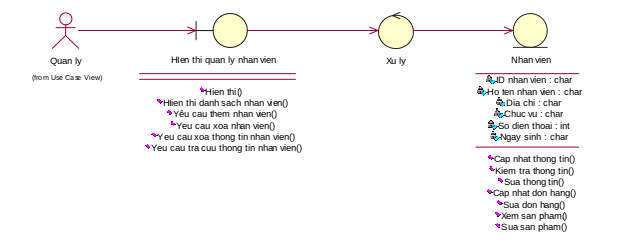 Quan ly
(from Use Case View)
HIen thi quan ly nhan vien
Hien thi()
Hiien thi danh sach nhan vien()
Yêu cau them nhan vien()
Yeu cau xoa nhan vien()
Yeu cau xoa thong tin nhan vien()
Yeu cau tra cuu thong tin nhan vien()
Xu ly
Nhan vien
ID nhan vien : char
Ho ten nhan vien : char
Dia chi : char
Chuc vu : char
So dien thoai : int
Ngay sinh : char
Cap nhat thong tin()
Kiem tra thong tin()
Sua thong tin()
Cap nhat don hang()
Sua don hang()
Xem san pham()
Sua san pham()